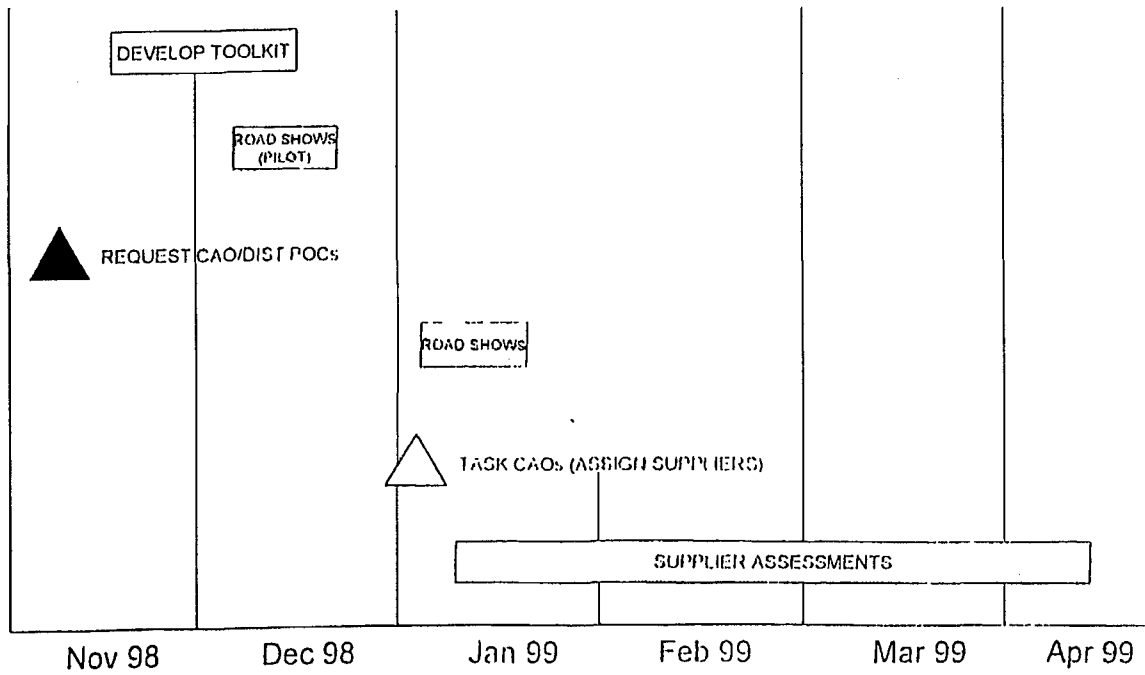 DEVELOP TOOLKIT
ROAD SHOWS
(PILOT)
REQUEST CAO/DIST POCs
ROAD SHOWS
TASK CAOs (ASSIGN SUPPLIERS)
SUPPLIER ASSESSMENTS
Nov 98 Dec 98 Jan 99 Feb 99 Mar 99 Apr 99